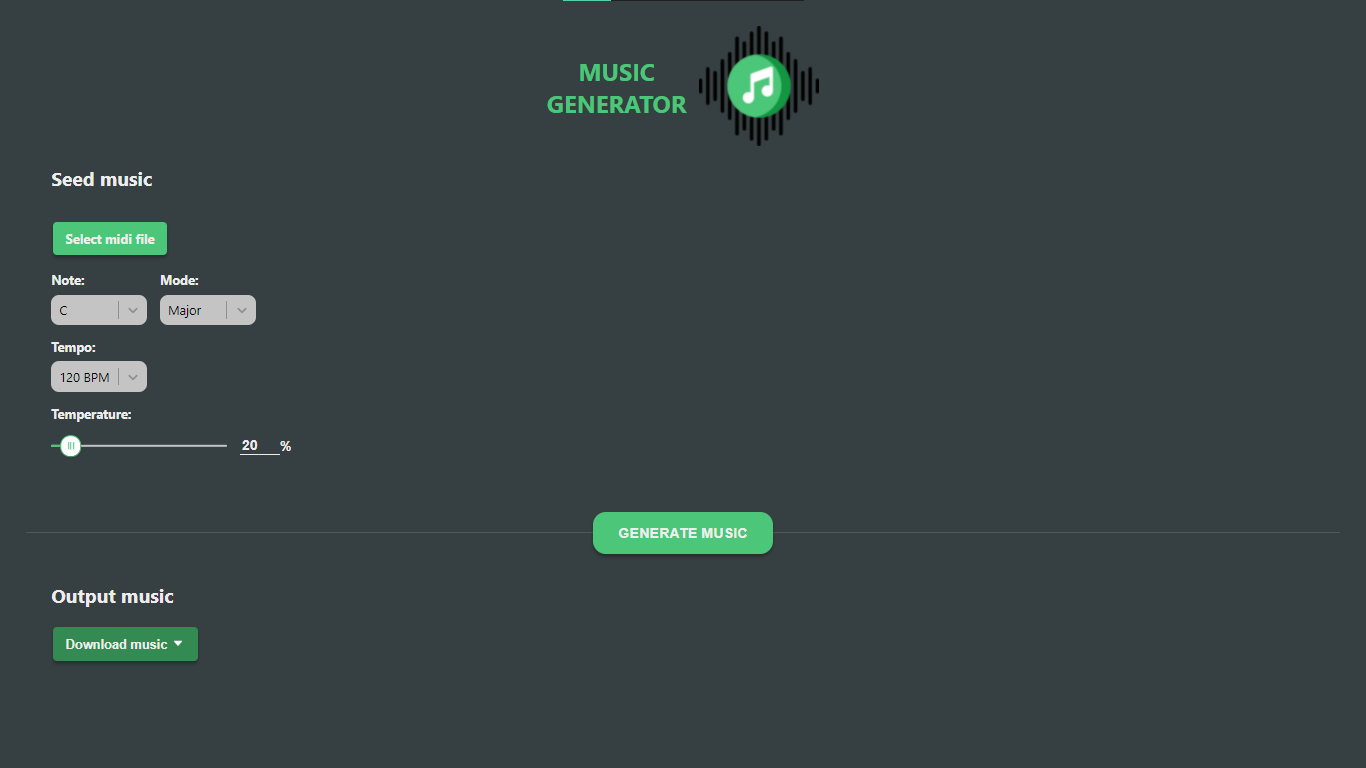 MUSIC
GENERATOR
Seed music
Select midi file
Note: Mode:
C Major
Tempo:
120 BPM
Temperature:
20 %
GENERATE MUSIC
Output music
Download music